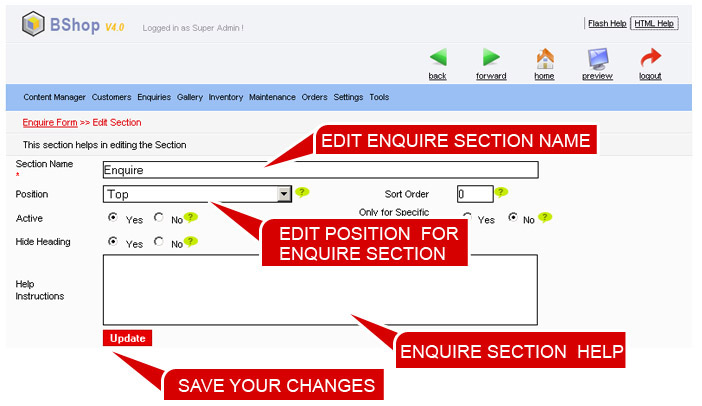 BShop V4.0 Logged in as Super Admin ! Flash Help HTML Help
back forward home preview logout
Content Manager Customers Enquiries Gallery Inventory Maintenance Orders Settings Tools
Enquire Form >> Edit Section
This section helps in editing the Section
EDIT ENQUIRE SECTION NAME
Section Name
*
Enquire
Position Top ? Sort Order 0 ?
Active Yes No ? Only for Specific Yes No ?
Hide Heading Yes No ?
EDIT POSITION FOR
ENQUIRE SECTION
Help
Instructions
Update
ENQUIRE SECTION HELP
SAVE YOUR CHANGES